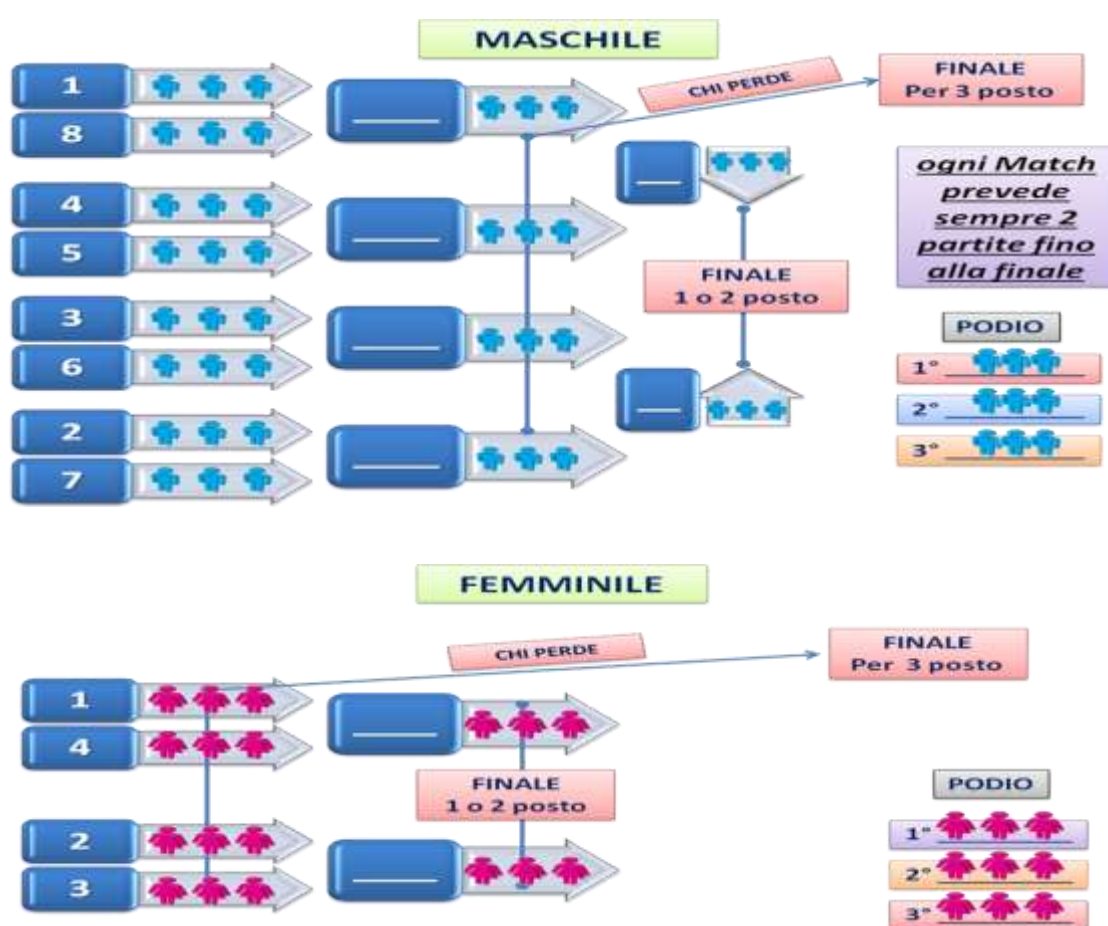 MASCHILE
1
8
4
5
3
6
2
7
CHI PERDE
FINALE
Per 3 posto
FINALE
1 o 2 posto
ogni Match
prevede
sempre 2
partite fino
alla finale
PODIO
1°
2°
3°
FEMMINILE
1
4
2
3
CHI PERDE
FINALE
Per 3 posto
FINALE
1 o 2 posto
PODIO
1°
2°
3°